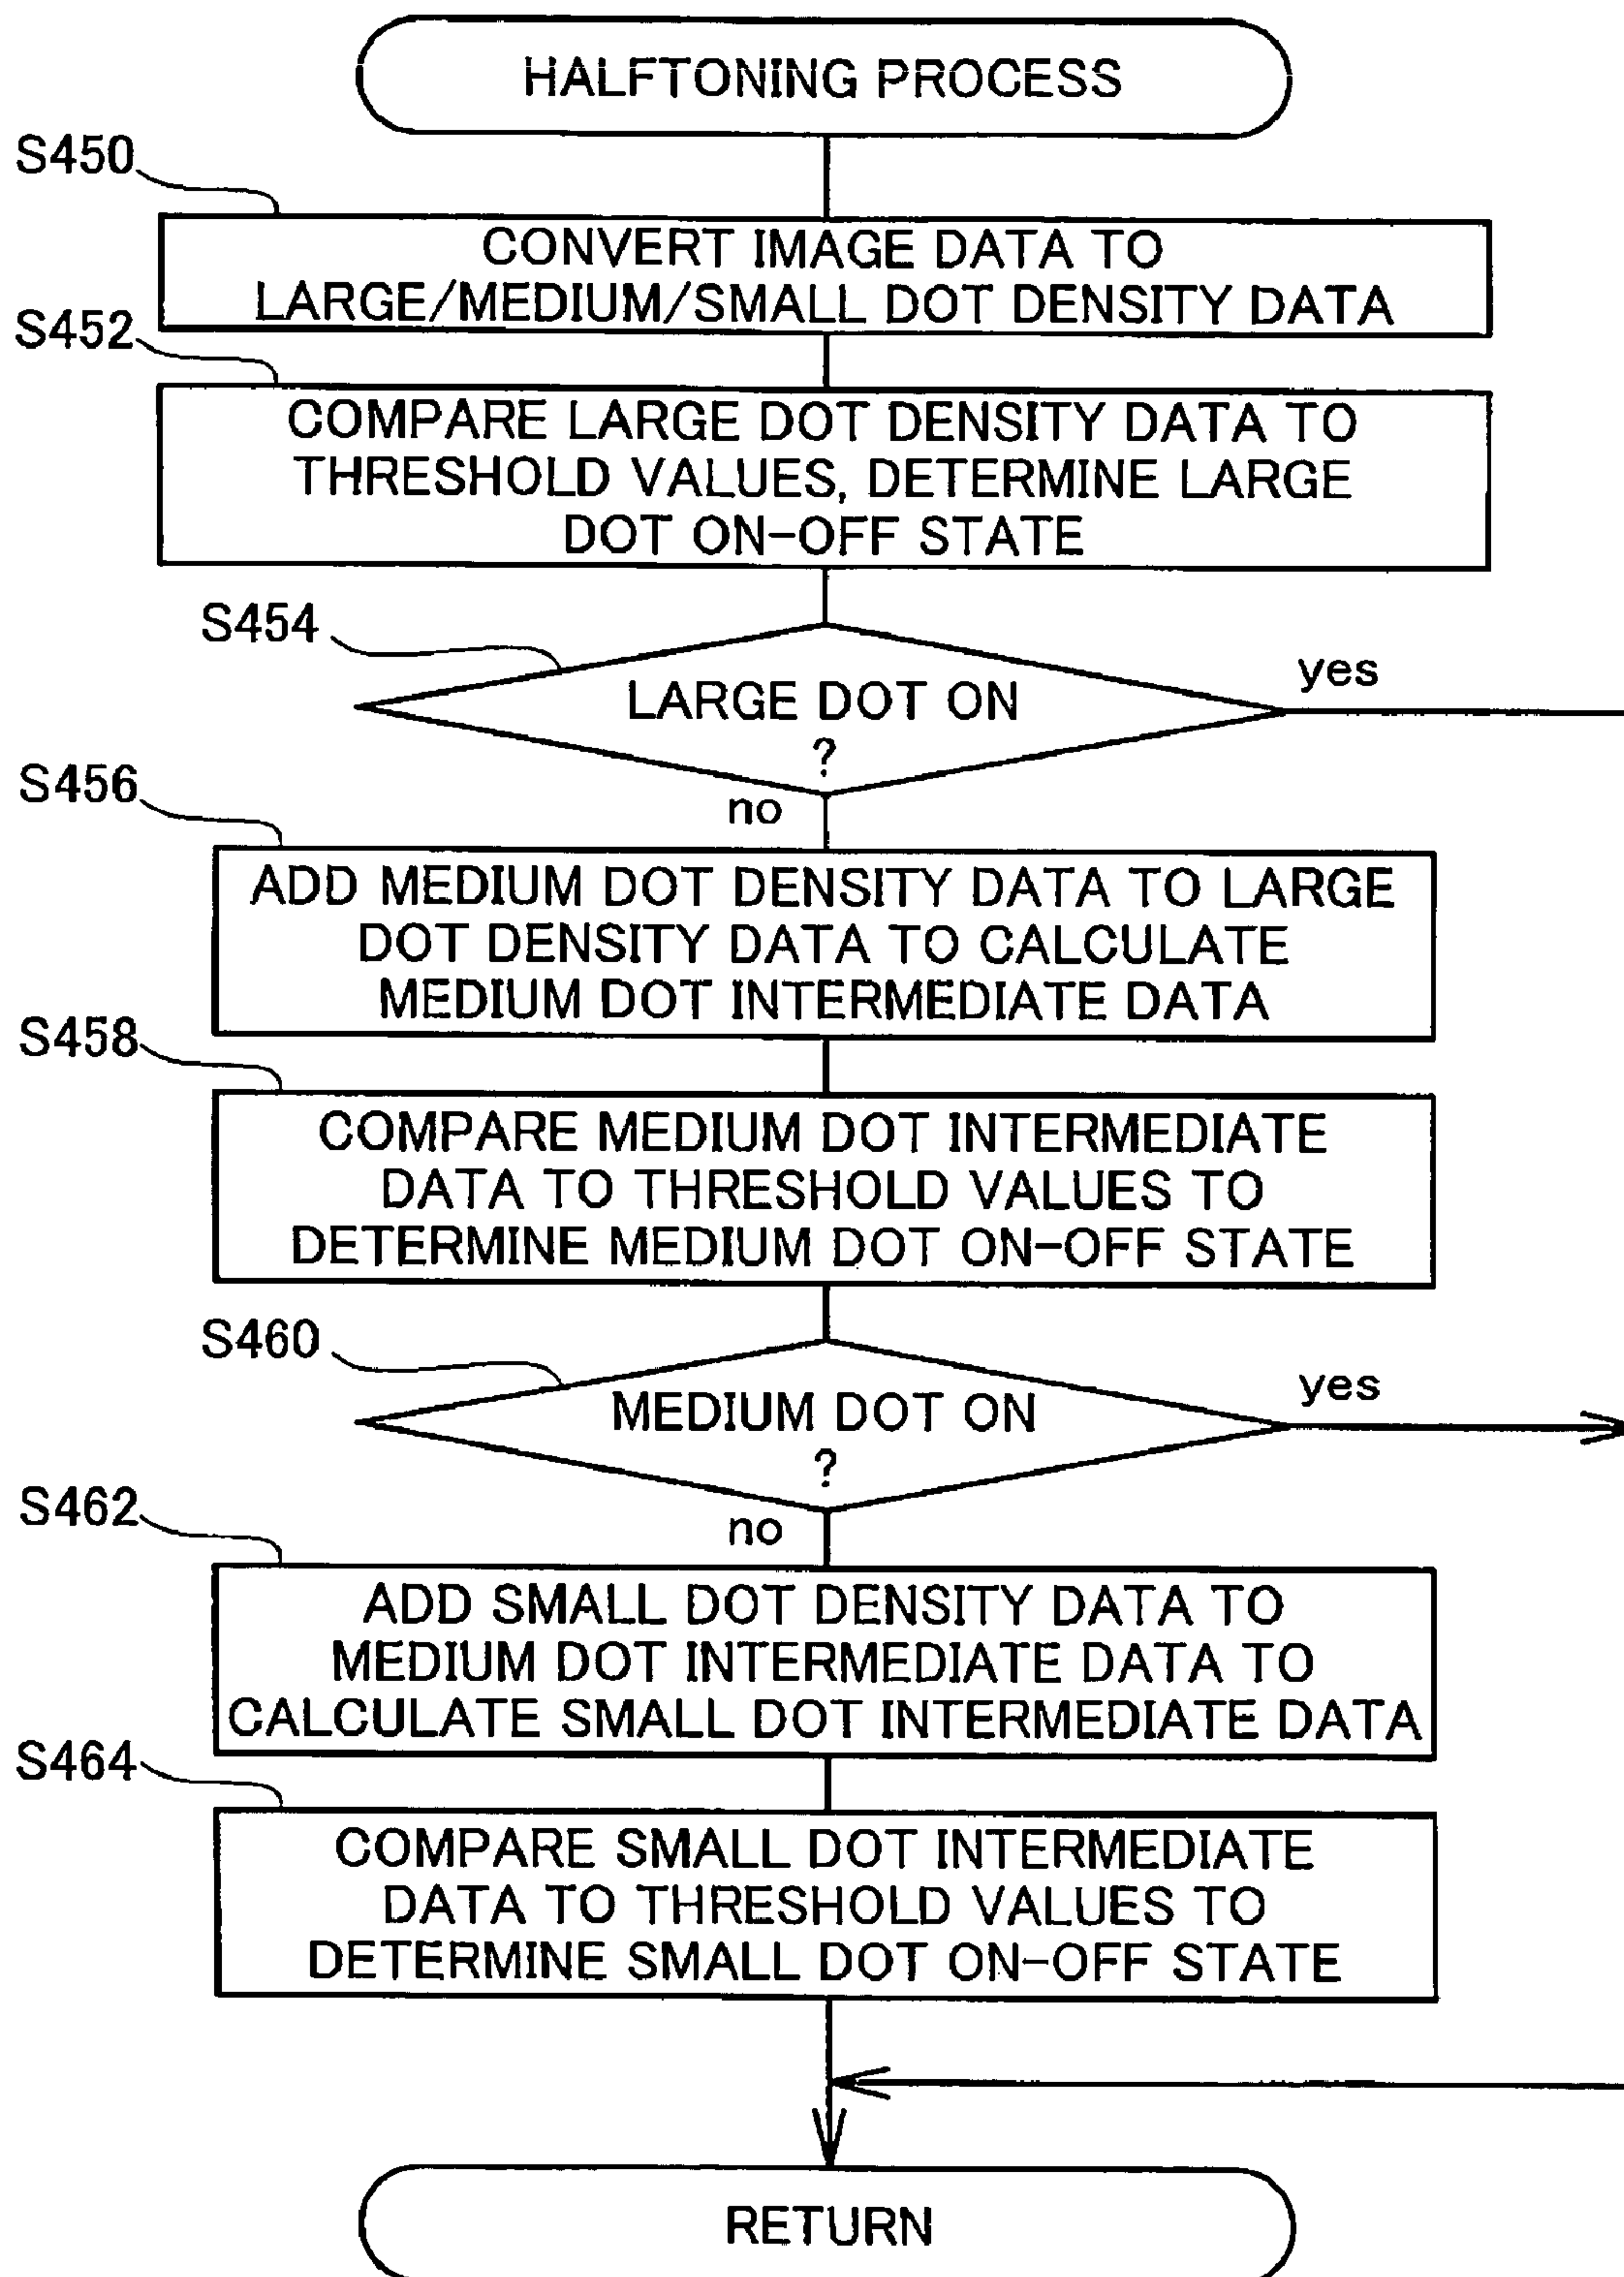 HALFTONING PROCESS
S450
CONVERT IMAGE DATA TO
LARGE/MEDIUM/SMALL DOT DENSITY DATA
S452
COMPARE LARGE DOT DENSITY DATA TO
THRESHOLD VALUES, DETERMINE LARGE
DOT ON-OFF STATE
S454
LARGE DOT ON
?
yes
no
S456
ADD MEDIUM DOT DENSITY DATA TO LARGE
DOT DENSITY DATA TO CALCULATE
MEDIUM DOT INTERMEDIATE DATA
S458
COMPARE MEDIUM DOT INTERMEDIATE
DATA TO THRESHOLD VALUES TO
DETERMINE MEDIUM DOT ON-OFF STATE
S460
MEDIUM DOT ON
?
yes
no
S462
ADD SMALL DOT DENSITY DATA TO
MEDIUM DOT INTERMEDIATE DATA TO
CALCULATE SMALL DOT INTERMEDIATE DATA
S464
COMPARE SMALL DOT INTERMEDIATE
DATA TO THRESHOLD VALUES TO
DETERMINE SMALL DOT ON-OFF STATE
RETURN